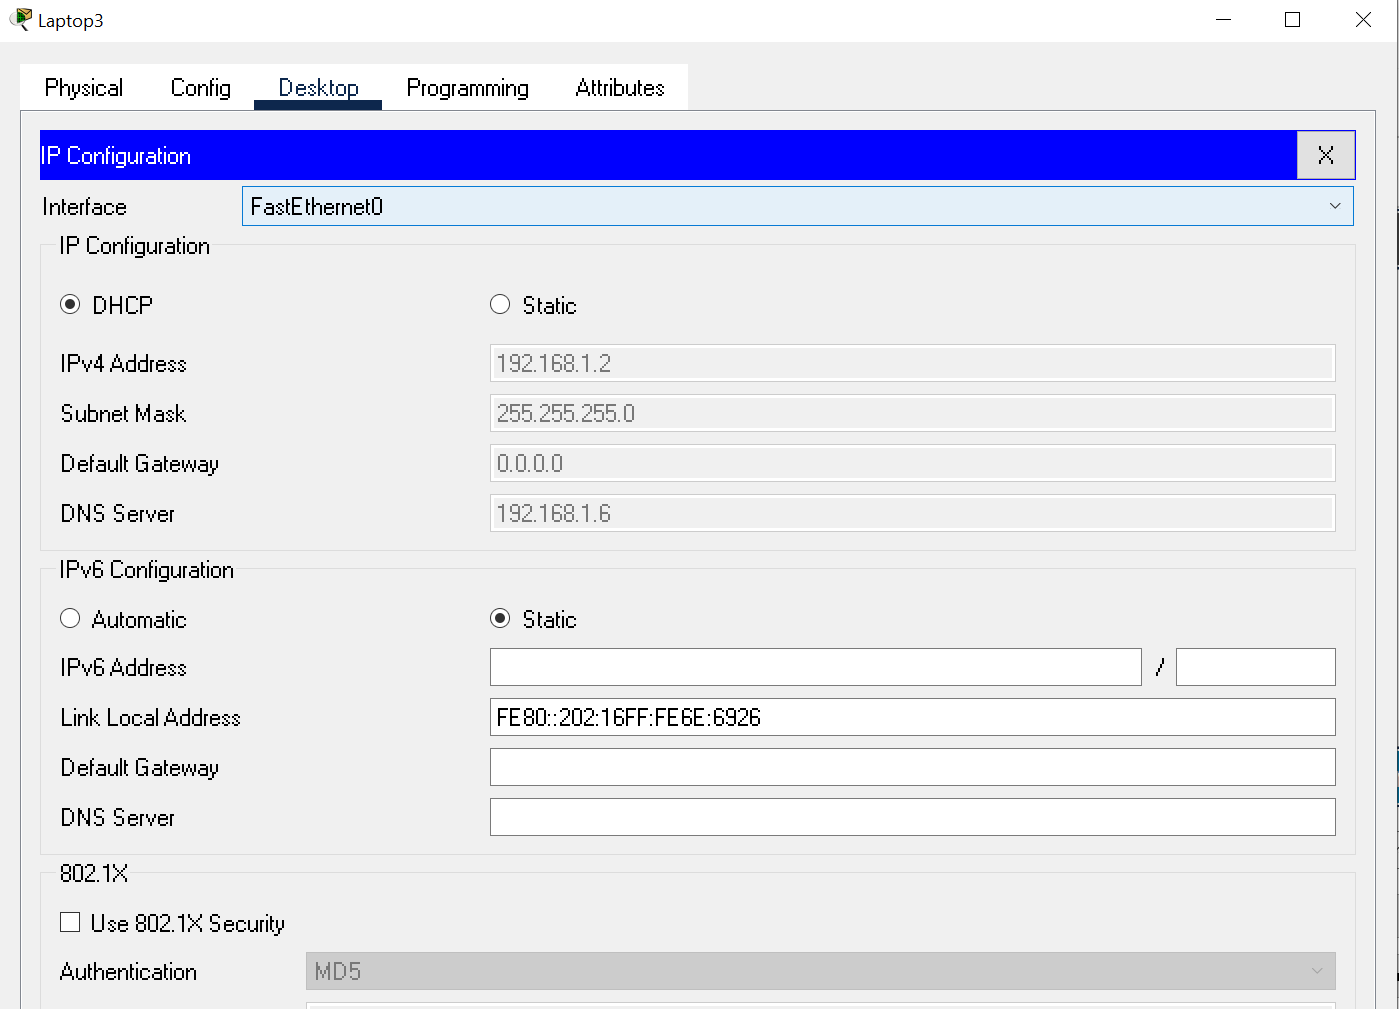 Laptop3
Physical Config Desktop Programming Attributes
IP Configuration X
Interface FastEthernet0
IP Configuration
DHCP Static
IPv4 Address 192.168.1.2
Subnet Mask 255.255.255.0
Default Gateway 0.0.0.0
DNS Server 192.168.1.6
IPv6 Configuration
Automatic Static
IPv6 Address /
Link Local Address FE80::202:16FF:FE6E:6926
Default Gateway
DNS Server
802.1X
Use 802.1X Security
Authentication MD5